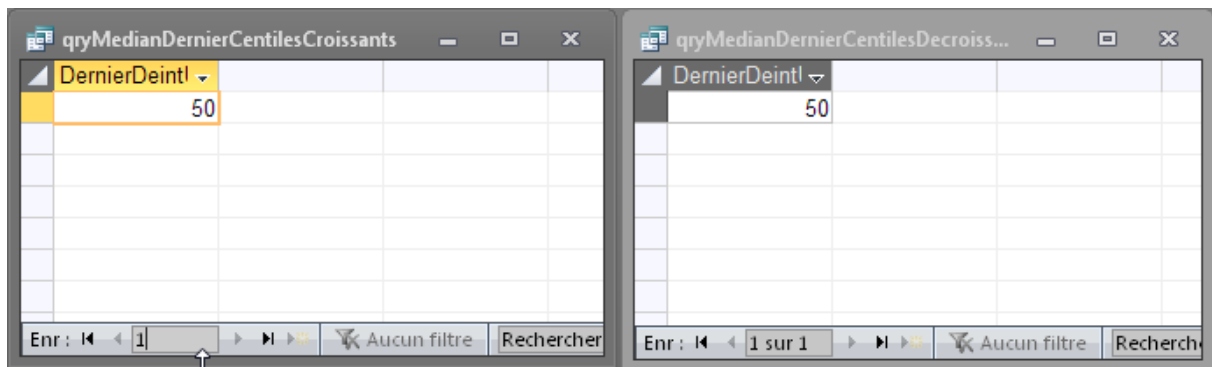 qryMedianDernierCentilesCroissants
DernierDeintl
50
Enr : 1 Aucun filtre Rechercher
qryMedianDernierCentilesDecroiss...
DernierDeintl
50
Enr : 1 sur 1 Aucun filtre Recherch